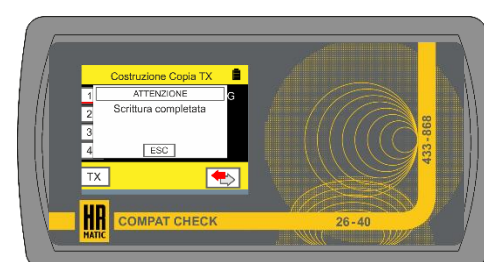 Costruzione Copia TX
1 ATTENZIONE G
2 Scrittura completata
3
4 ESC
TX
433-868
HR
MATIC
COMPAT CHECK
26-40